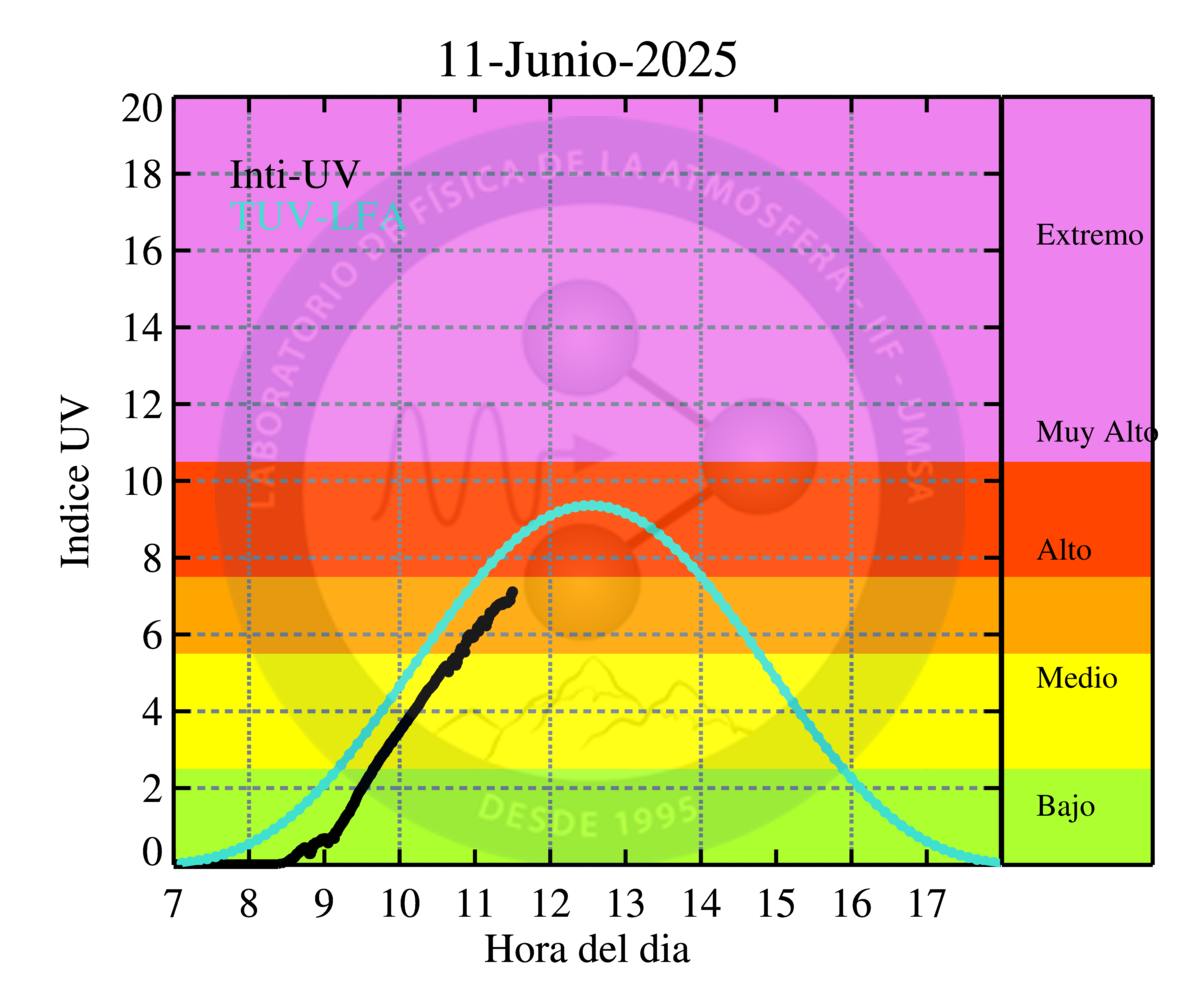 11-Junio-2025
20
18
16
14
12
10
8
6
4
2
0
Indice UV
Inti-UV
TUV-LFA
LABORATORIO DE FÍSICA DE LA ATMÓSFERA - IIF - UMSA
DESDE 1995
Extremo
Muy Alto
Alto
Medio
Bajo
7 8 9 10 11 12 13 14 15 16 17
Hora del dia